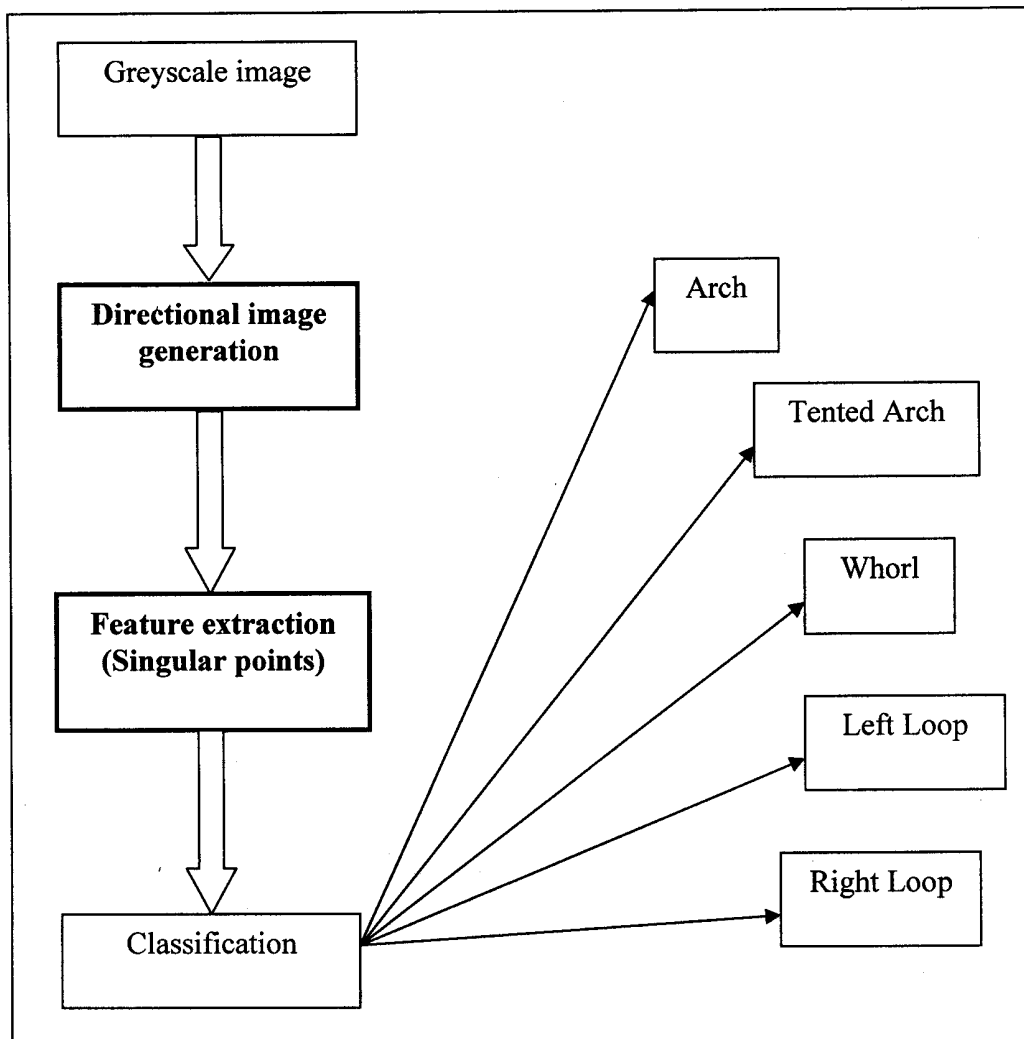 Greyscale image
Directional image
generation
Feature extraction
(Singular points)
Classification
Arch
Tented Arch
Whorl
Left Loop
Right Loop